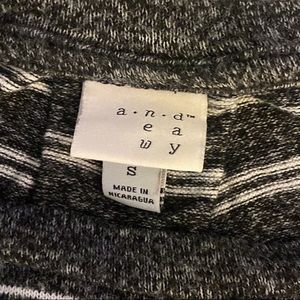 a.n.d™
e a
w y
S
MADE IN
NICARAGUA